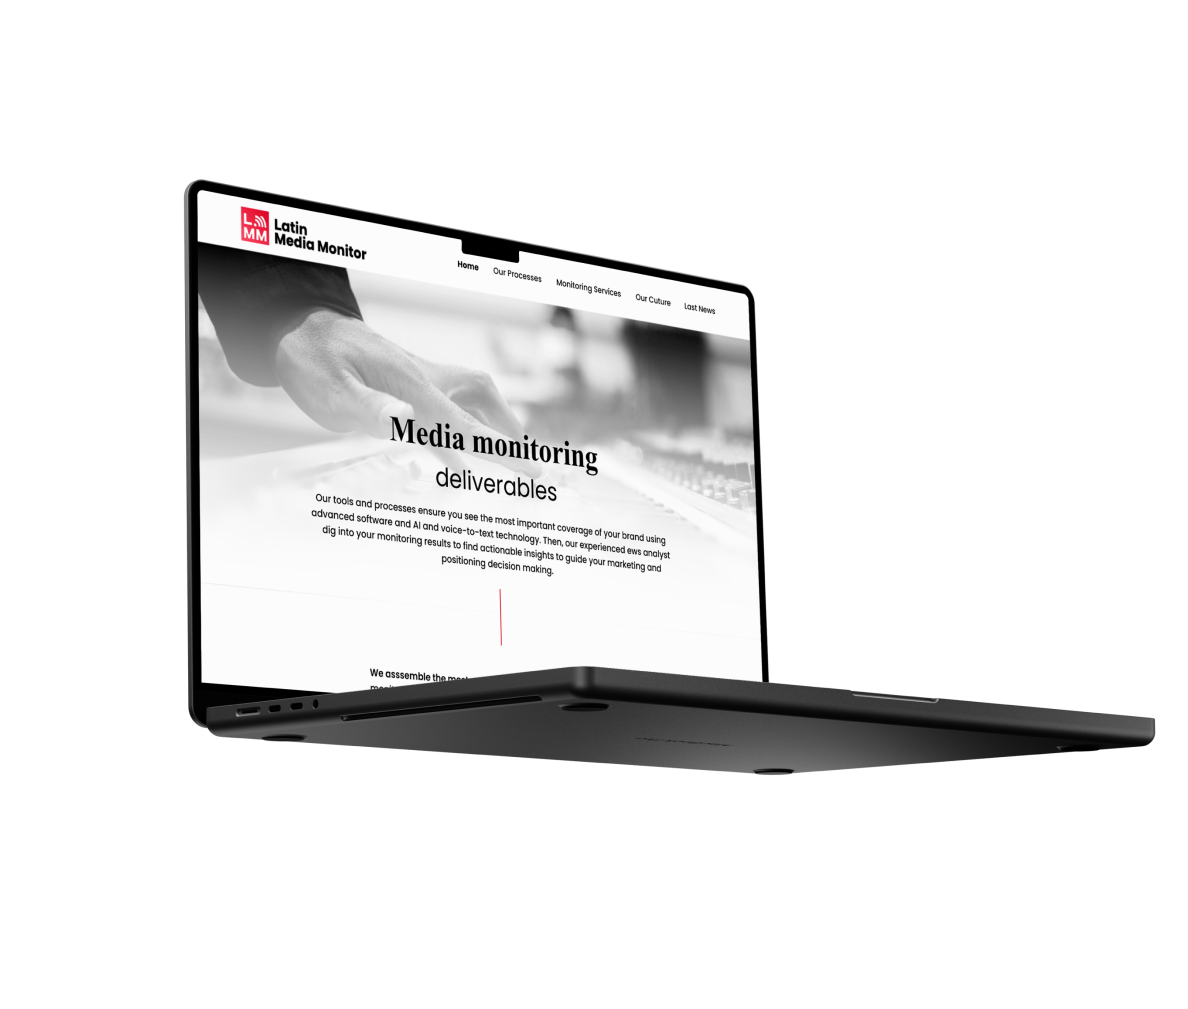 L
MM
Latin
Media Monitor
Home Our Processes Monitoring Services Our Cuture Last News
Media monitoring
deliverables
Our tools and processes ensure you see the most important coverage of your brand using
advanced software and AI and voice-to-text technology. Then, our experienced ews analyst
dig into your monitoring results to find actionable insights to guide your marketing and
positioning decision making.
We asssemble the